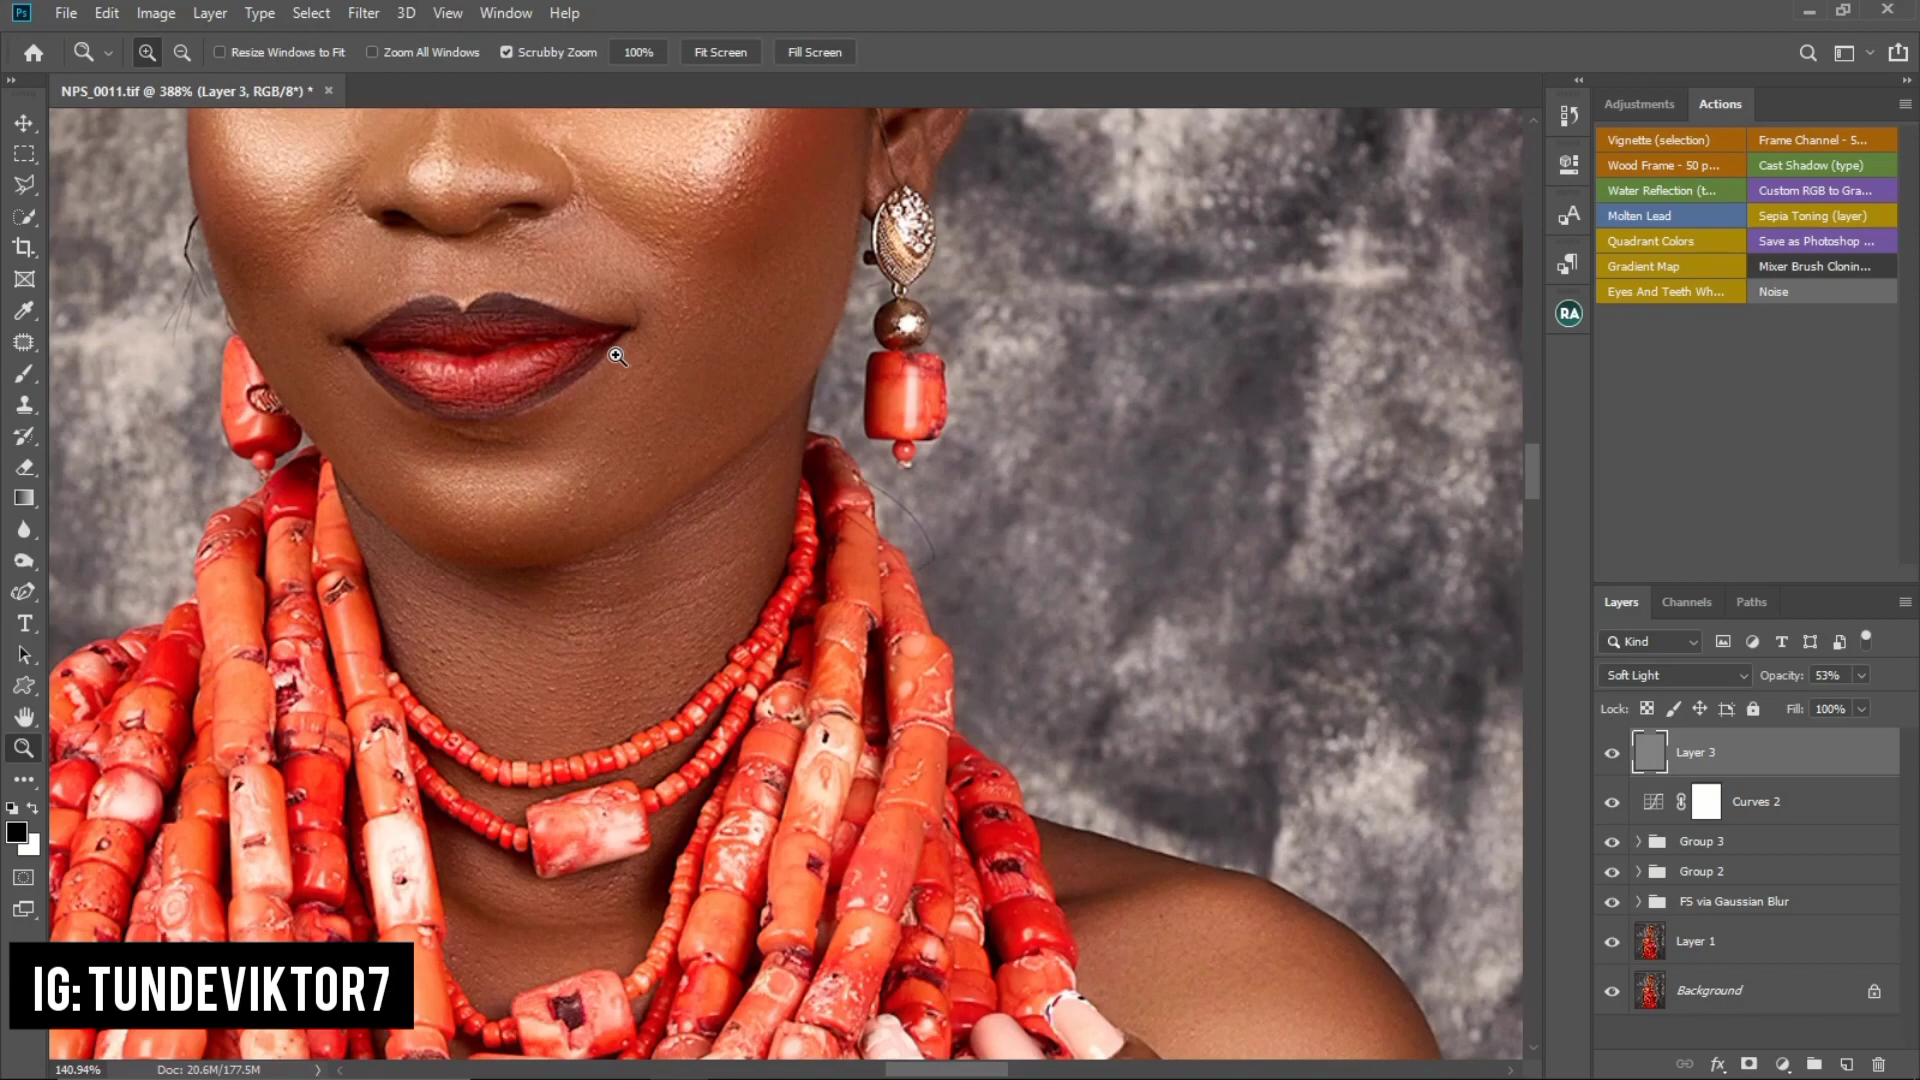 Ps File Edit Image Layer Type Select Filter 3D View Window Help
Resize Windows to Fit Zoom All Windows Scrubby Zoom 100% Fit Screen Fill Screen
NPS_0011.tif @ 388% (Layer 3, RGB/8*) *
Adjustments Actions
Vignette (selection) Frame Channel - 5...
Wood Frame - 50 p... Cast Shadow (type)
Water Reflection (t... Custom RGB to Gra...
Molten Lead Sepia Toning (layer)
Quadrant Colors Save as Photoshop ...
Gradient Map Mixer Brush Clonin...
Eyes And Teeth Wh... Noise
RA
Layers Channels Paths
Kind
Soft Light Opacity: 53%
Lock: Fill: 100%
Layer 3
Curves 2
Group 3
Group 2
FS via Gaussian Blur
Layer 1
Background
IG: TUNDEVIKTOR7
140.94% Doc: 20.6M/177.5M